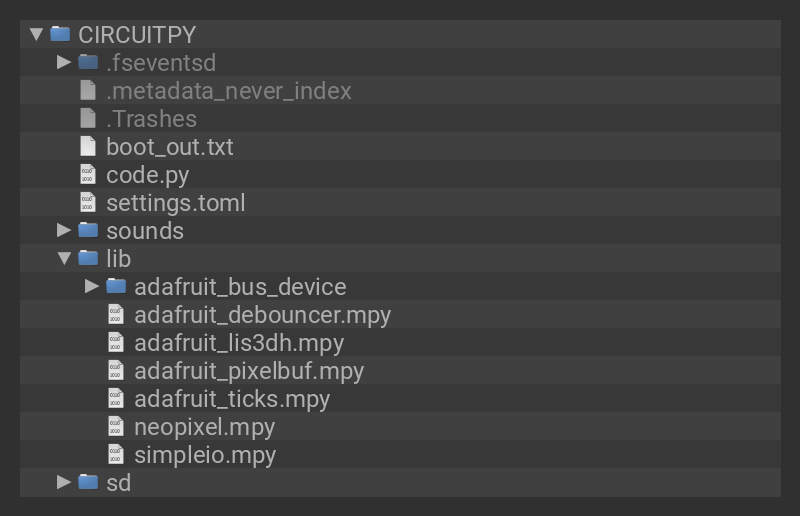 CIRCUITPY
.fseventsd
.metadata_never_index
.Trashes
boot_out.txt
code.py
settings.toml
sounds
lib
adafruit_bus_device
adafruit_debouncer.mpy
adafruit_lis3dh.mpy
adafruit_pixelbuf.mpy
adafruit_ticks.mpy
neopixel.mpy
simpleio.mpy
sd